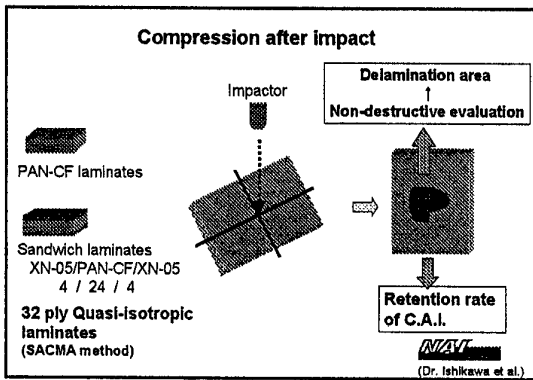 Compression after impact
Impactor
Delamination area
↑
Non-destructive evaluation
PAN-CF laminates
Sandwich laminates
XN-05/PAN-CF/XN-05
4 / 24 / 4
32 ply Quasi-isotropic
laminates
(SACMA method)
Retention rate
of C.A.I.
NAL
(Dr. Ishikawa et al.)